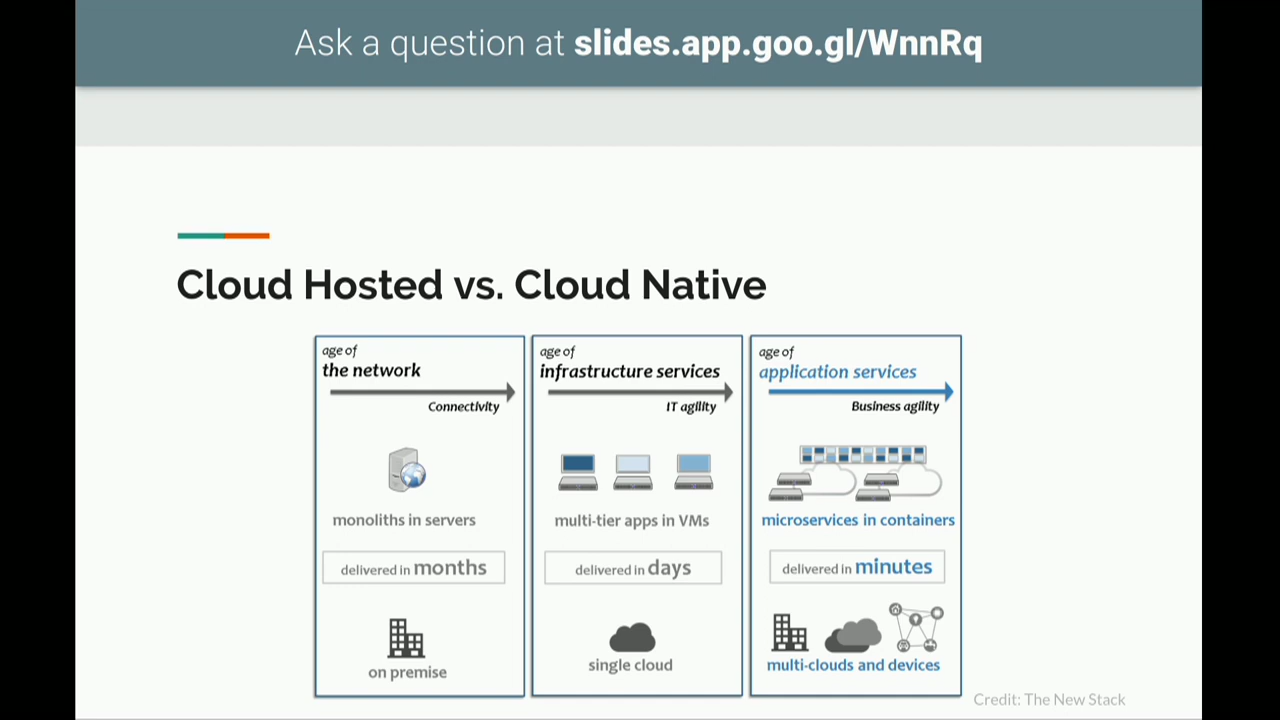 Ask a question at slides.app.goo.gl/WnnRq
Cloud Hosted vs. Cloud Native
age of
the network
Connectivity
monoliths in servers
delivered in months
on premise
age of
infrastructure services
IT agility
multi-tier apps in VMs
delivered in days
single cloud
age of
application services
Business agility
microservices in containers
delivered in minutes
multi-clouds and devices
Credit: The New Stack